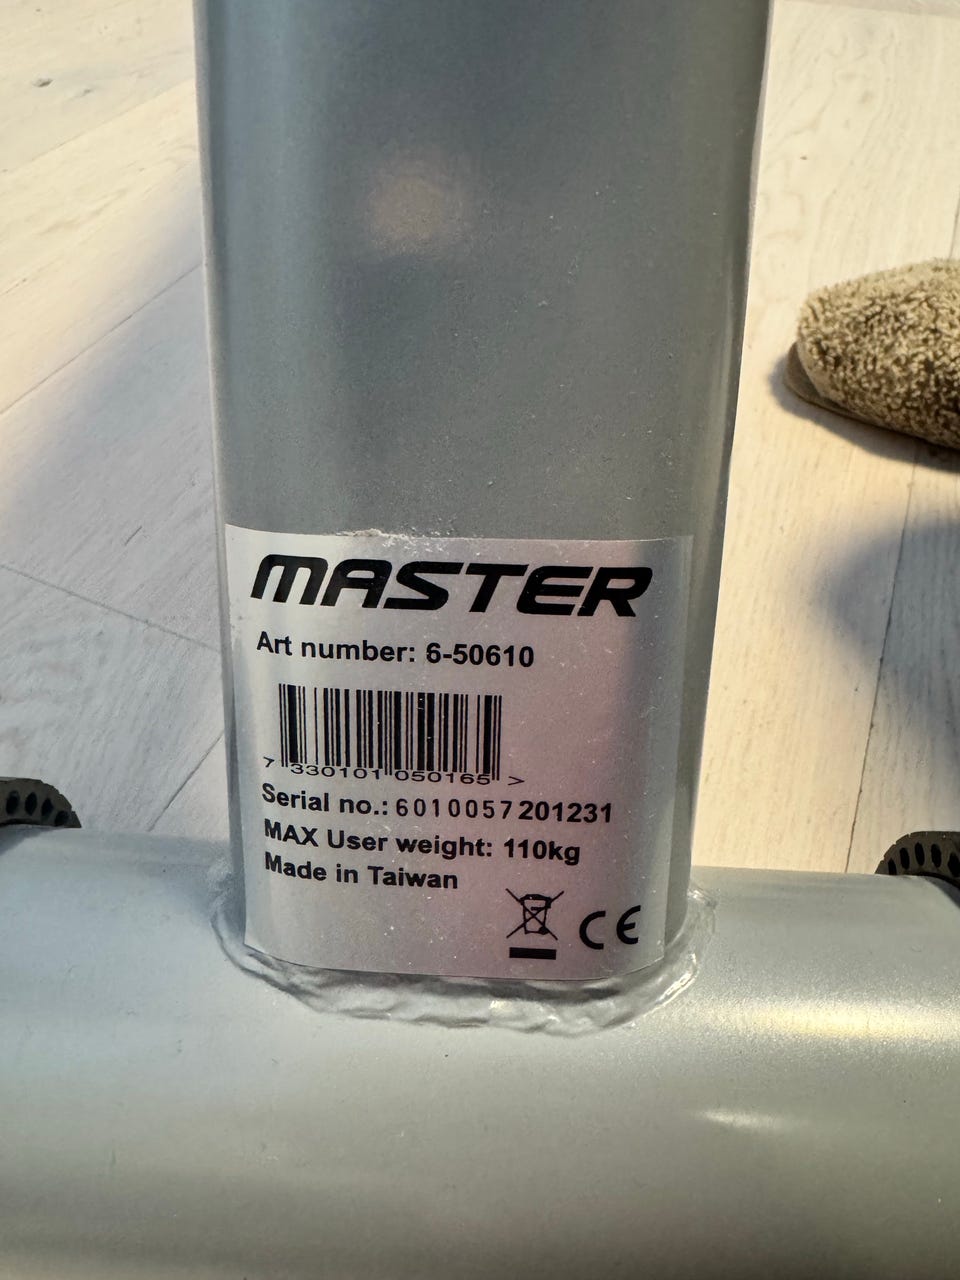 MASTER
Art number: 6-50610
7 330101 050165 >
Serial no.: 6010057201231
MAX User weight: 110kg
Made in Taiwan
CE